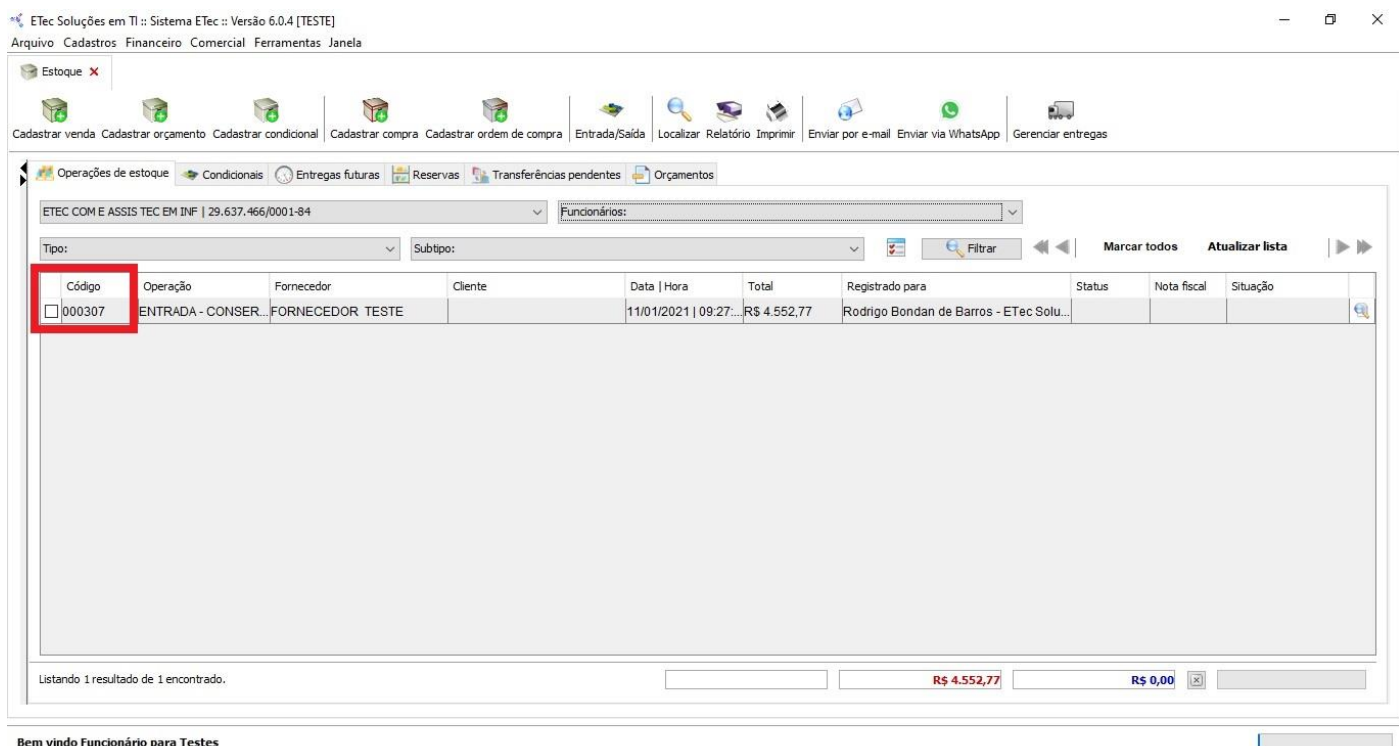 ETec Soluções em TI :: Sistema ETec :: Versão 6.0.4 [TESTE]
Arquivo Cadastros Financeiro Comercial Ferramentas Janela
Estoque
Cadastrar venda Cadastrar orçamento Cadastrar condicional Cadastrar compra Cadastrar ordem de compra Entrada/Saída Localizar Relatório Imprimir Enviar por e-mail Enviar via WhatsApp Gerenciar entregas
Operações de estoque Condicionais Entregas futuras Reservas Transferências pendentes Orçamentos
ETEC COM E ASSIS TEC EM INF | 29.637.466/0001-84 Funcionários:
Tipo: Subtipo: Filtrar Marcar todos Atualizar lista
Código Operação Fornecedor Cliente Data | Hora Total Registrado para Status Nota fiscal Situação
000307 ENTRADA - CONSER... FORNECEDOR TESTE 11/01/2021 | 09:27:... R$ 4.552,77 Rodrigo Bondan de Barros - ETec Solu...
Listando 1 resultado de 1 encontrado. R$ 4.552,77 R$ 0,00
Bem vindo Funcionário para Testes